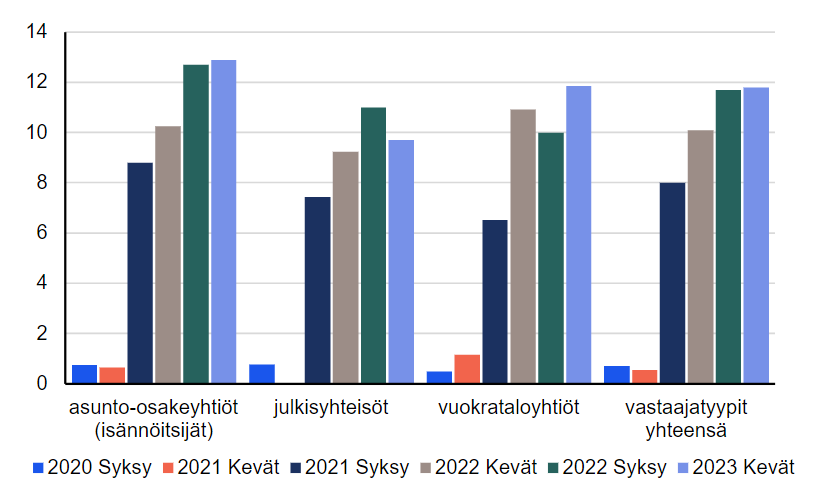 14
12
10
8
6
4
2
0
asunto-osakeyhtiöt
(isännöitsijät)
julkisyhteisöt
vuokrataloyhtiöt
vastaajatyypit
yhteensä
2020 Syksy 2021 Kevät 2021 Syksy 2022 Kevät 2022 Syksy 2023 Kevät